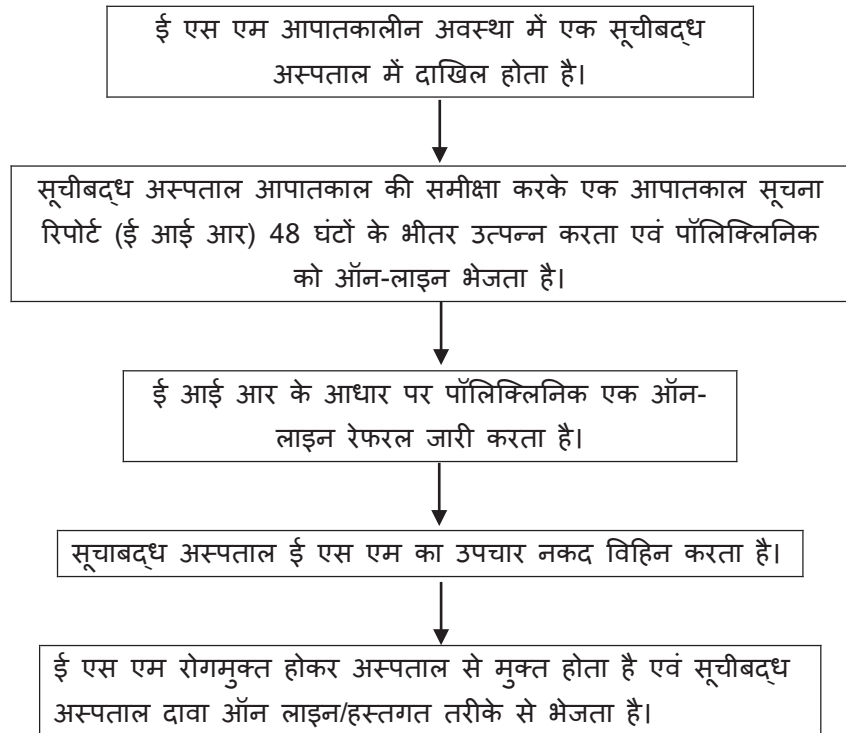 ई एस एम आपातकालीन अवस्था में एक सूचीबद्ध
अस्पताल में दाखिल होता है।
सूचीबद्ध अस्पताल आपातकाल की समीक्षा करके एक आपातकाल सूचना
रिपोर्ट (ई आई आर) 48 घंटों के भीतर उत्पन्न करता एवं पॉलिक्लिनिक
को ऑन-लाइन भेजता है।
ई आई आर के आधार पर पॉलिक्लिनिक एक ऑन-
लाइन रेफरल जारी करता है।
सूचाबद्ध अस्पताल ई एस एम का उपचार नकद विहिन करता है।
ई एस एम रोगमुक्त होकर अस्पताल से मुक्त होता है एवं सूचीबद्ध
अस्पताल दावा ऑन लाइन/हस्तगत तरीके से भेजता है।